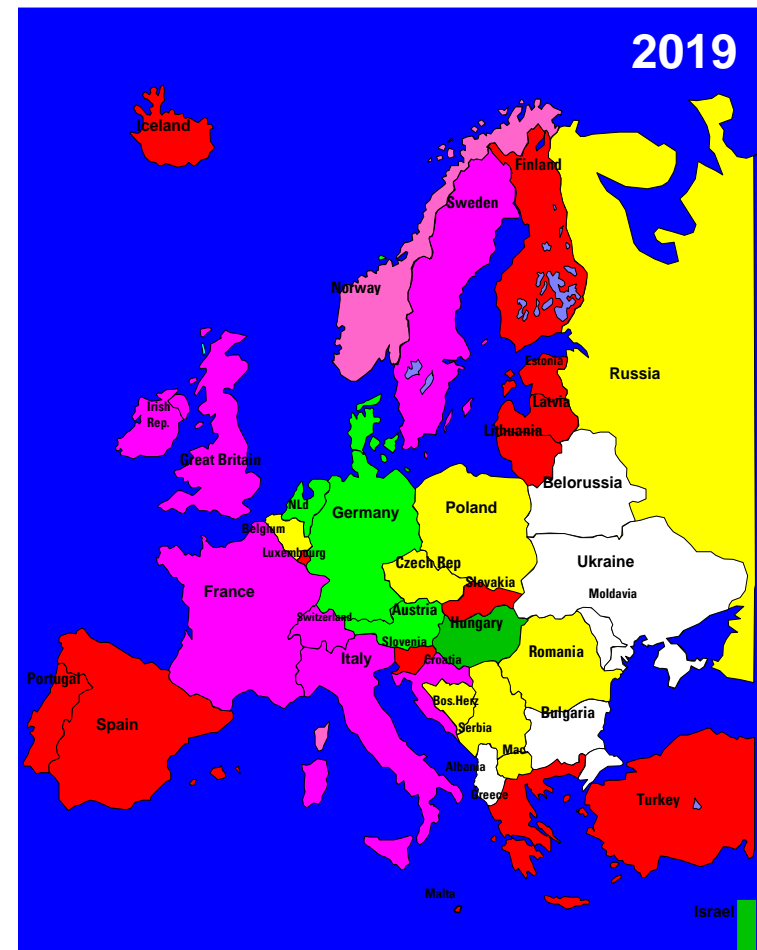 2019
Iceland
Finland
Sweden
Norway
Estonia
Russia
Latvia
Irish
Rep.
Lithuania
Great Britain
Belorussia
NLd
Germany
Poland
Belgium
Luxembourg
Czech Rep
Ukraine
Slovakia
France
Moldavia
Austria
Switzerland
Hungary
Slovenia
Romania
Italy
Croatia
Portugal
Bos.Herz
Bulgaria
Spain
Serbia
Mac
Albania
Greece
Turkey
Malta
Israel